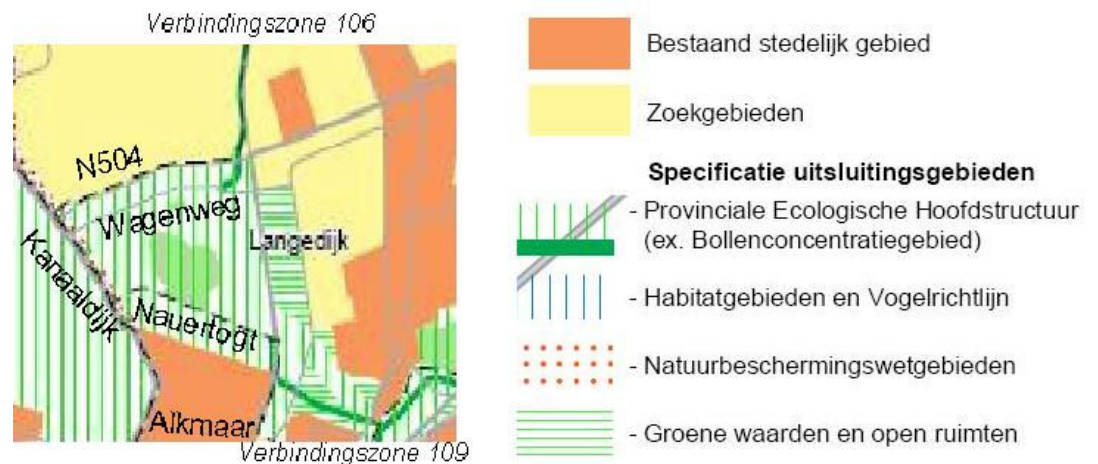 Verbindingszone 106
N504
Wagenweg
Langedijk
Kanaaldijk
Nauertogt
Alkmaar
Verbindingszone 109
Bestaand stedelijk gebied
Zoekgebieden
Specificatie uitsluitingsgebieden
- Provinciale Ecologische Hoofdstructuur
(ex. Bollenconcentratiegebied)
- Habitatgebieden en Vogelrichtlijn
- Natuurbeschermingswetgebieden
- Groene waarden en open ruimten